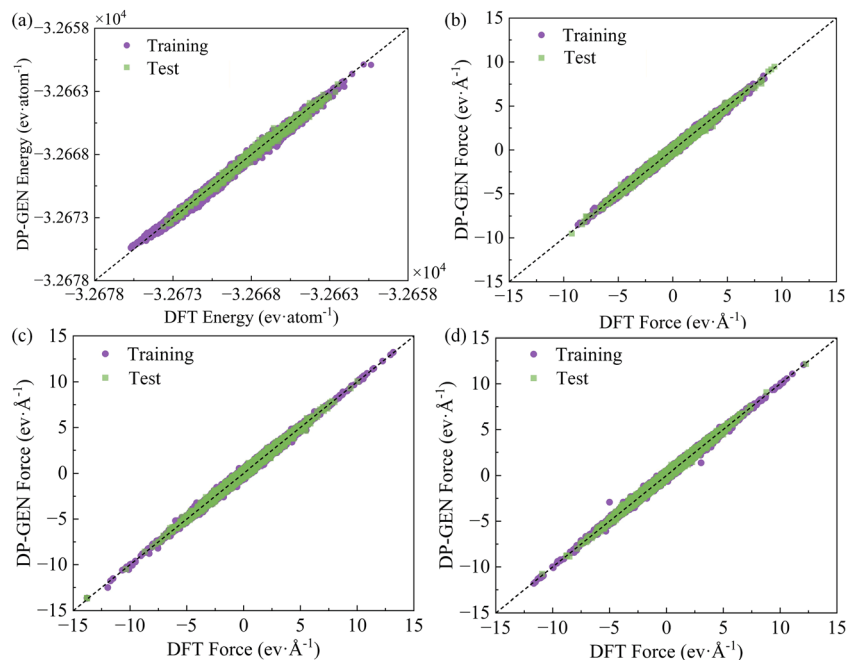 (a)
×10⁴
−3.2658
−3.2663
−3.2668
−3.2673
−3.2678
DP-GEN Energy (ev·atom⁻¹)
Training
Test
−3.2678
−3.2673
−3.2668
−3.2663
−3.2658
×10⁴
DFT Energy (ev·atom⁻¹)
(b)
15
10
5
0
−5
−10
−15
DP-GEN Force (ev·Å⁻¹)
Training
Test
−15
−10
−5
0
5
10
15
DFT Force (ev·Å⁻¹)
(c)
15
10
5
0
−5
−10
−15
DP-GEN Force (ev·Å⁻¹)
Training
Test
−15
−10
−5
0
5
10
15
DFT Force (ev·Å⁻¹)
(d)
15
10
5
0
−5
−10
−15
DP-GEN Force (ev·Å⁻¹)
Training
Test
−15
−10
−5
0
5
10
15
DFT Force (ev·Å⁻¹)